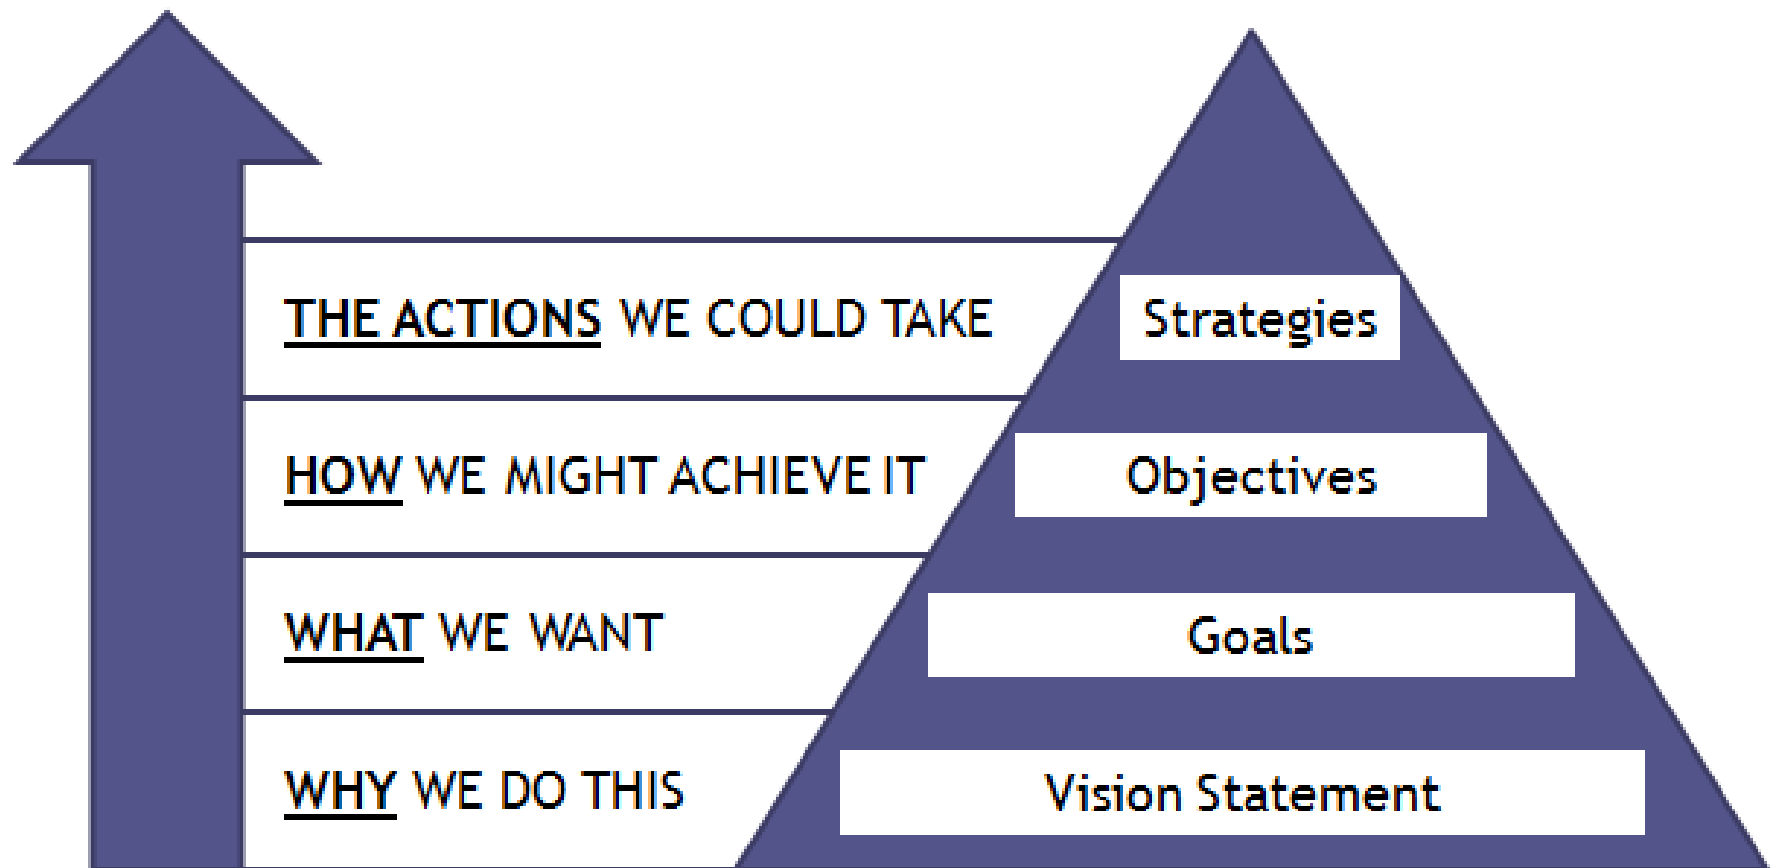 THE ACTIONS WE COULD TAKE
Strategies
HOW WE MIGHT ACHIEVE IT
Objectives
WHAT WE WANT
Goals
WHY WE DO THIS
Vision Statement